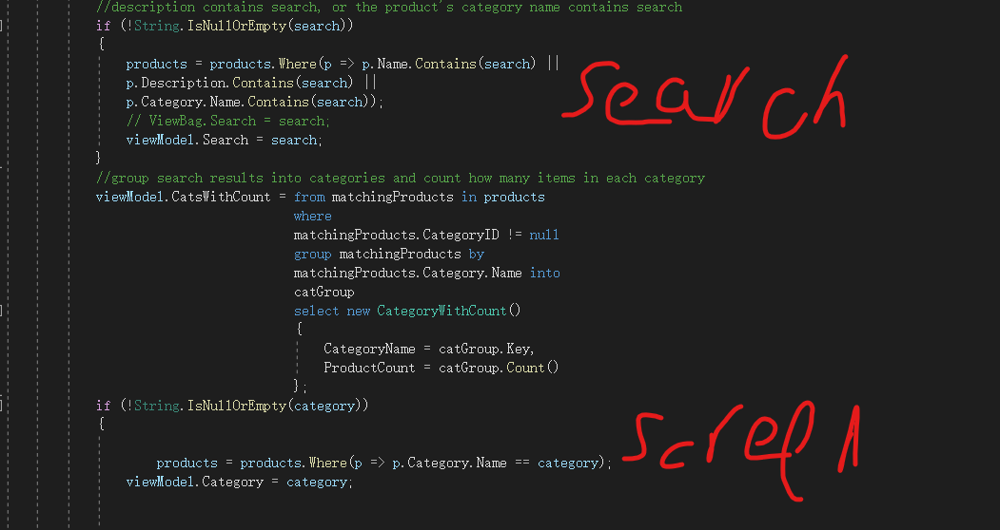 //description contains search, or the product's category name contains search
if (!String.IsNullOrEmpty(search))
{
products = products.Where(p => p.Name.Contains(search) ||
p.Description.Contains(search) ||
p.Category.Name.Contains(search));
// ViewBag.Search = search;
viewModel.Search = search;
}
search
//group search results into categories and count how many items in each category
viewModel.CatsWithCount = from matchingProducts in products
where
matchingProducts.CategoryID != null
group matchingProducts by
matchingProducts.Category.Name into
catGroup
select new CategoryWithCount()
{
CategoryName = catGroup.Key,
ProductCount = catGroup.Count()
};
if (!String.IsNullOrEmpty(category))
{
products = products.Where(p => p.Category.Name == category);
viewModel.Category = category;